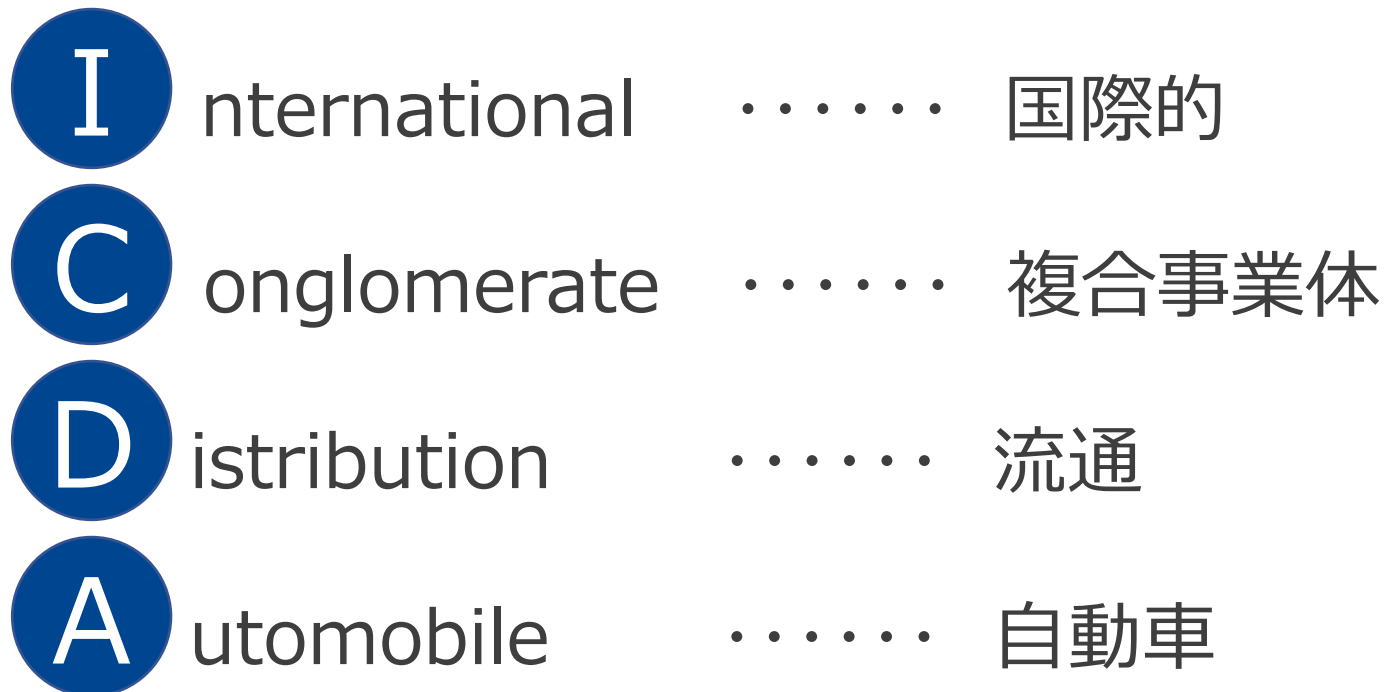 International ・・・・・・ 国際的
Conglomerate ・・・・・・ 複合事業体
Distribution ・・・・・・ 流通
Automobile ・・・・・・ 自動車